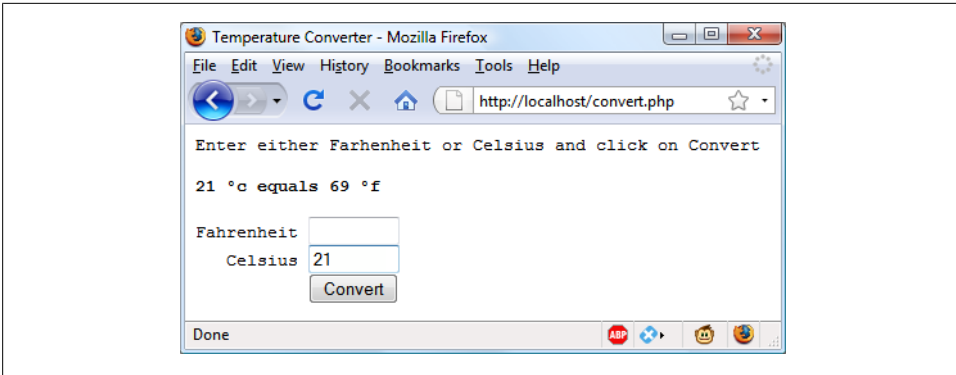 Temperature Converter - Mozilla Firefox
File Edit View History Bookmarks Tools Help
http://localhost/convert.php
Enter either Farhenheit or Celsius and click on Convert
21 °c equals 69 °f
Fahrenheit
Celsius 21
Convert
Done
ABP